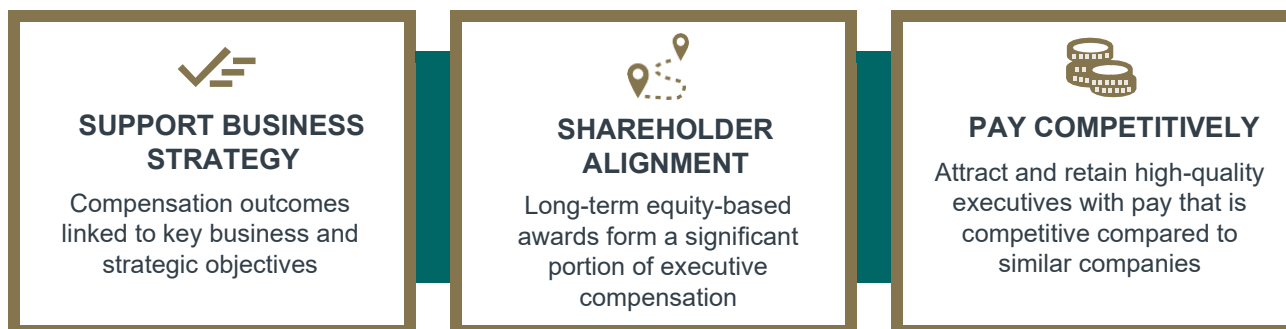 SUPPORT BUSINESS
STRATEGY
Compensation outcomes
linked to key business and
strategic objectives
SHAREHOLDER
ALIGNMENT
Long-term equity-based
awards form a significant
portion of executive
compensation
PAY COMPETITIVELY
Attract and retain high-quality
executives with pay that is
competitive compared to
similar companies